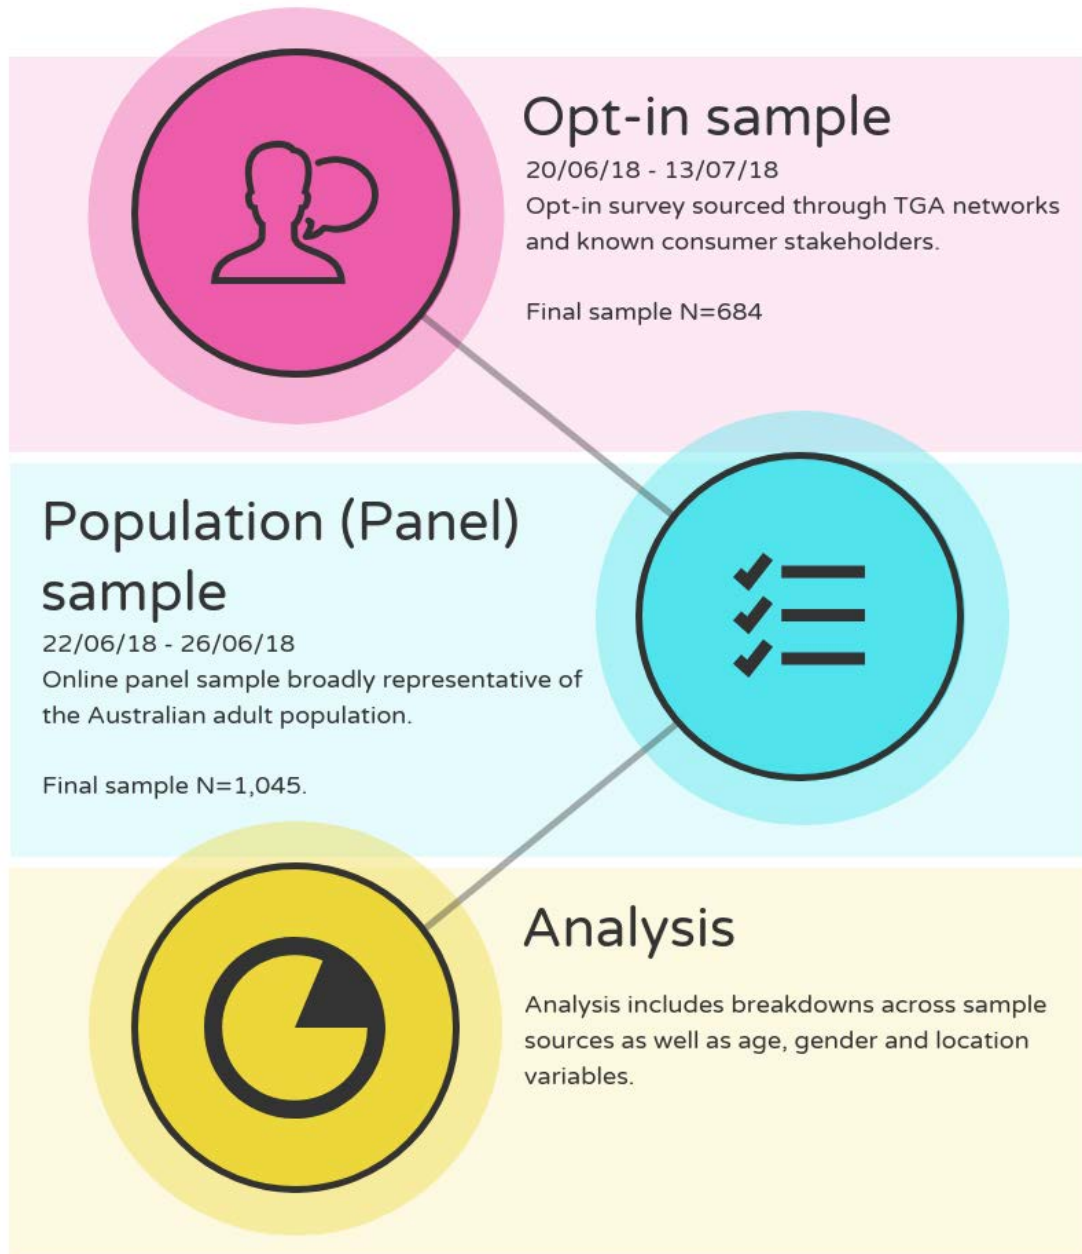 Opt-in sample
20/06/18 - 13/07/18
Opt-in survey sourced through TGA networks
and known consumer stakeholders.
Final sample N=684
Population (Panel)
sample
22/06/18 - 26/06/18
Online panel sample broadly representative of
the Australian adult population.
Final sample N=1,045.
Analysis
Analysis includes breakdowns across sample
sources as well as age, gender and location
variables.